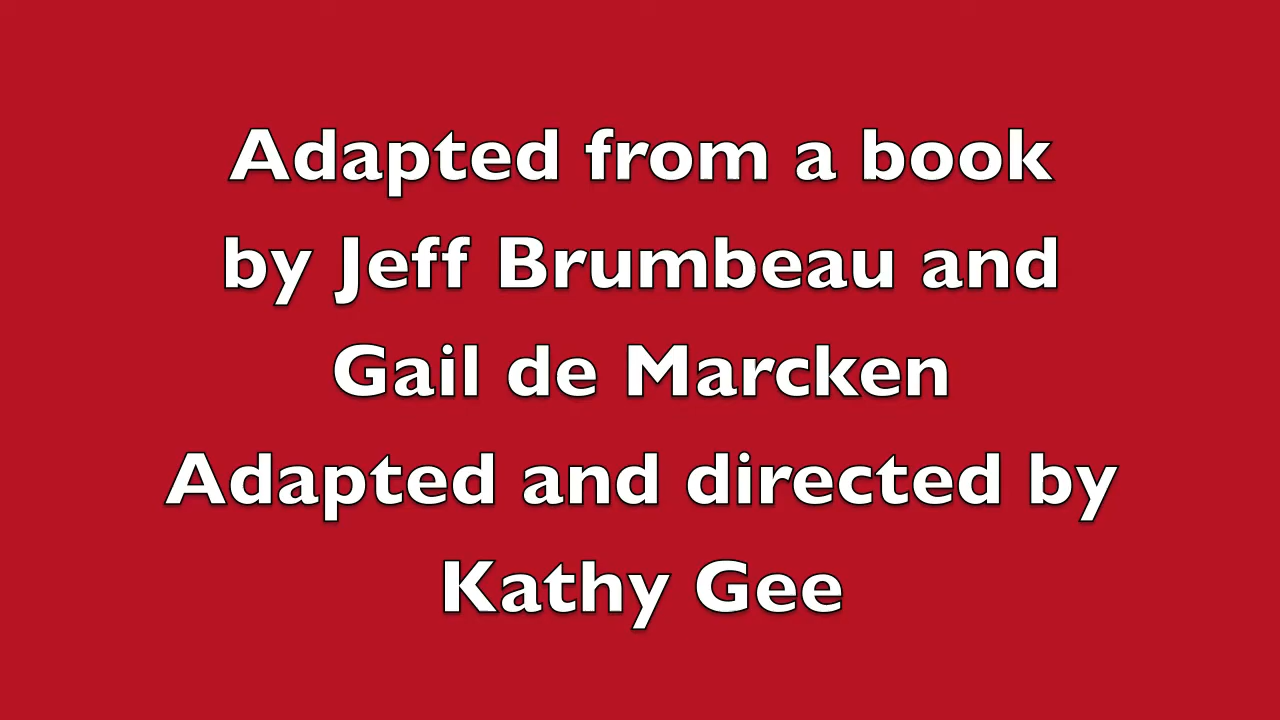 Adapted from a book
by Jeff Brumbeau and
Gail de Marcken
Adapted and directed by
Kathy Gee